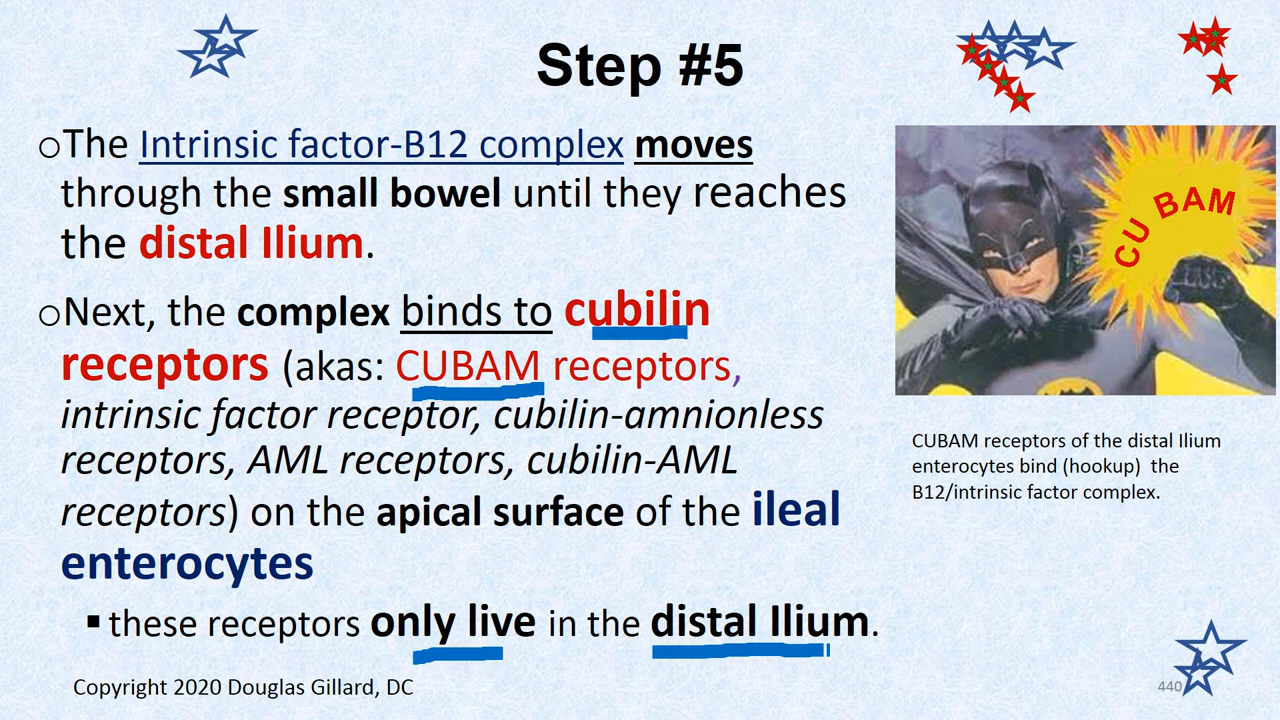 Step #5
○The Intrinsic factor-B12 complex moves
through the small bowel until they reaches
the distal Ilium.
○Next, the complex binds to cubilin
receptors (akas: CUBAM receptors,
intrinsic factor receptor, cubilin-amnionless
receptors, AML receptors, cubilin-AML
receptors) on the apical surface of the ileal
enterocytes
▪these receptors only live in the distal Ilium.
CU BAM
CUBAM receptors of the distal Ilium
enterocytes bind (hookup) the
B12/intrinsic factor complex.
Copyright 2020 Douglas Gillard, DC
440